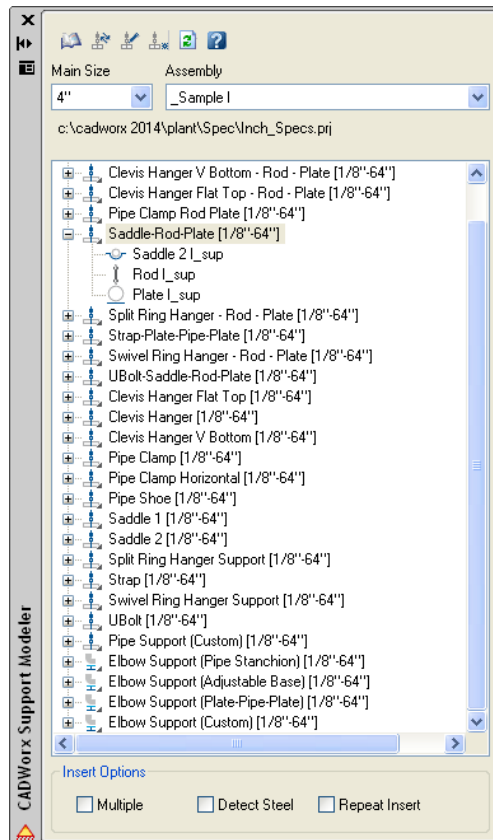 Main Size Assembly
4" _Sample I
c:\cadworx 2014\plant\Spec\Inch_Specs.prj
Clevis Hanger V Bottom - Rod - Plate [1/8"-64"]
Clevis Hanger Flat Top - Rod - Plate [1/8"-64"]
Pipe Clamp Rod Plate [1/8"-64"]
Saddle-Rod-Plate [1/8"-64"]
Saddle 2 I_sup
Rod I_sup
Plate I_sup
Split Ring Hanger - Rod - Plate [1/8"-64"]
Strap-Plate-Pipe-Plate [1/8"-64"]
Swivel Ring Hanger - Rod - Plate [1/8"-64"]
UBolt-Saddle-Rod-Plate [1/8"-64"]
Clevis Hanger Flat Top [1/8"-64"]
Clevis Hanger [1/8"-64"]
Clevis Hanger V Bottom [1/8"-64"]
Pipe Clamp [1/8"-64"]
Pipe Clamp Horizontal [1/8"-64"]
Pipe Shoe [1/8"-64"]
Saddle 1 [1/8"-64"]
Saddle 2 [1/8"-64"]
Split Ring Hanger Support [1/8"-64"]
Strap [1/8"-64"]
Swivel Ring Hanger Support [1/8"-64"]
UBolt [1/8"-64"]
Pipe Support (Custom) [1/8"-64"]
Elbow Support (Pipe Stanchion) [1/8"-64"]
Elbow Support (Adjustable Base) [1/8"-64"]
Elbow Support (Plate-Pipe-Plate) [1/8"-64"]
Elbow Support (Custom) [1/8"-64"]
Insert Options
Multiple Detect Steel Repeat Insert
CADWorx Support Modeler